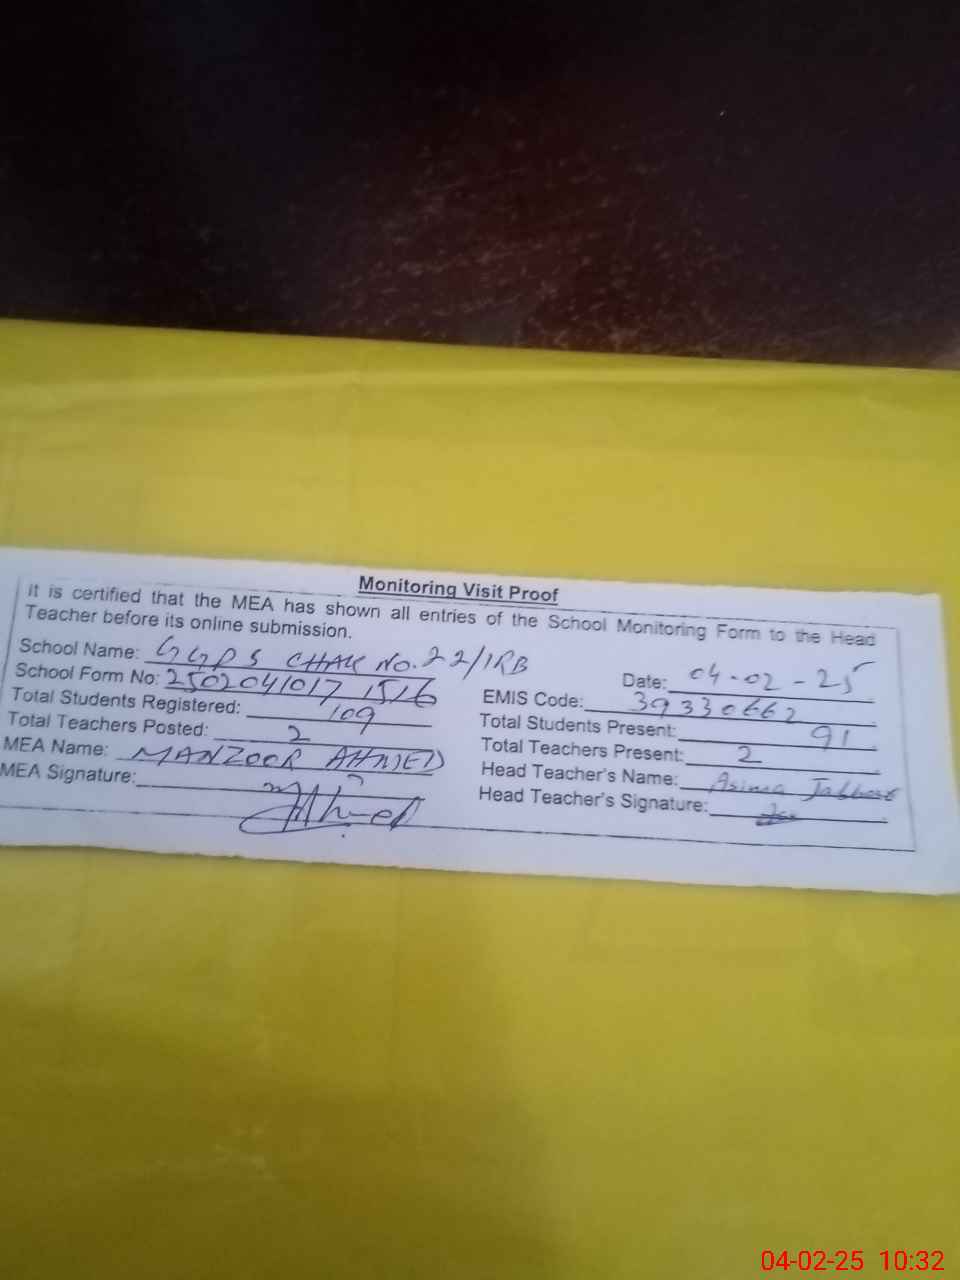 Monitoring Visit Proof
It is certified that the MEA has shown all entries of the School Monitoring Form to the Head
Teacher before its online submission.
School Name: GGPS CHAK No. 22/1RB
Date: 04-02-25
School Form No: 2502041017 1516
EMIS Code: 39330662
Total Students Registered: 109
Total Students Present: 91
Total Teachers Posted: 2
Total Teachers Present: 2
MEA Name: MANZOOR AHMED
Head Teacher's Name: Asima
MEA Signature:
Head Teacher's Signature:
04-02-25 10:32